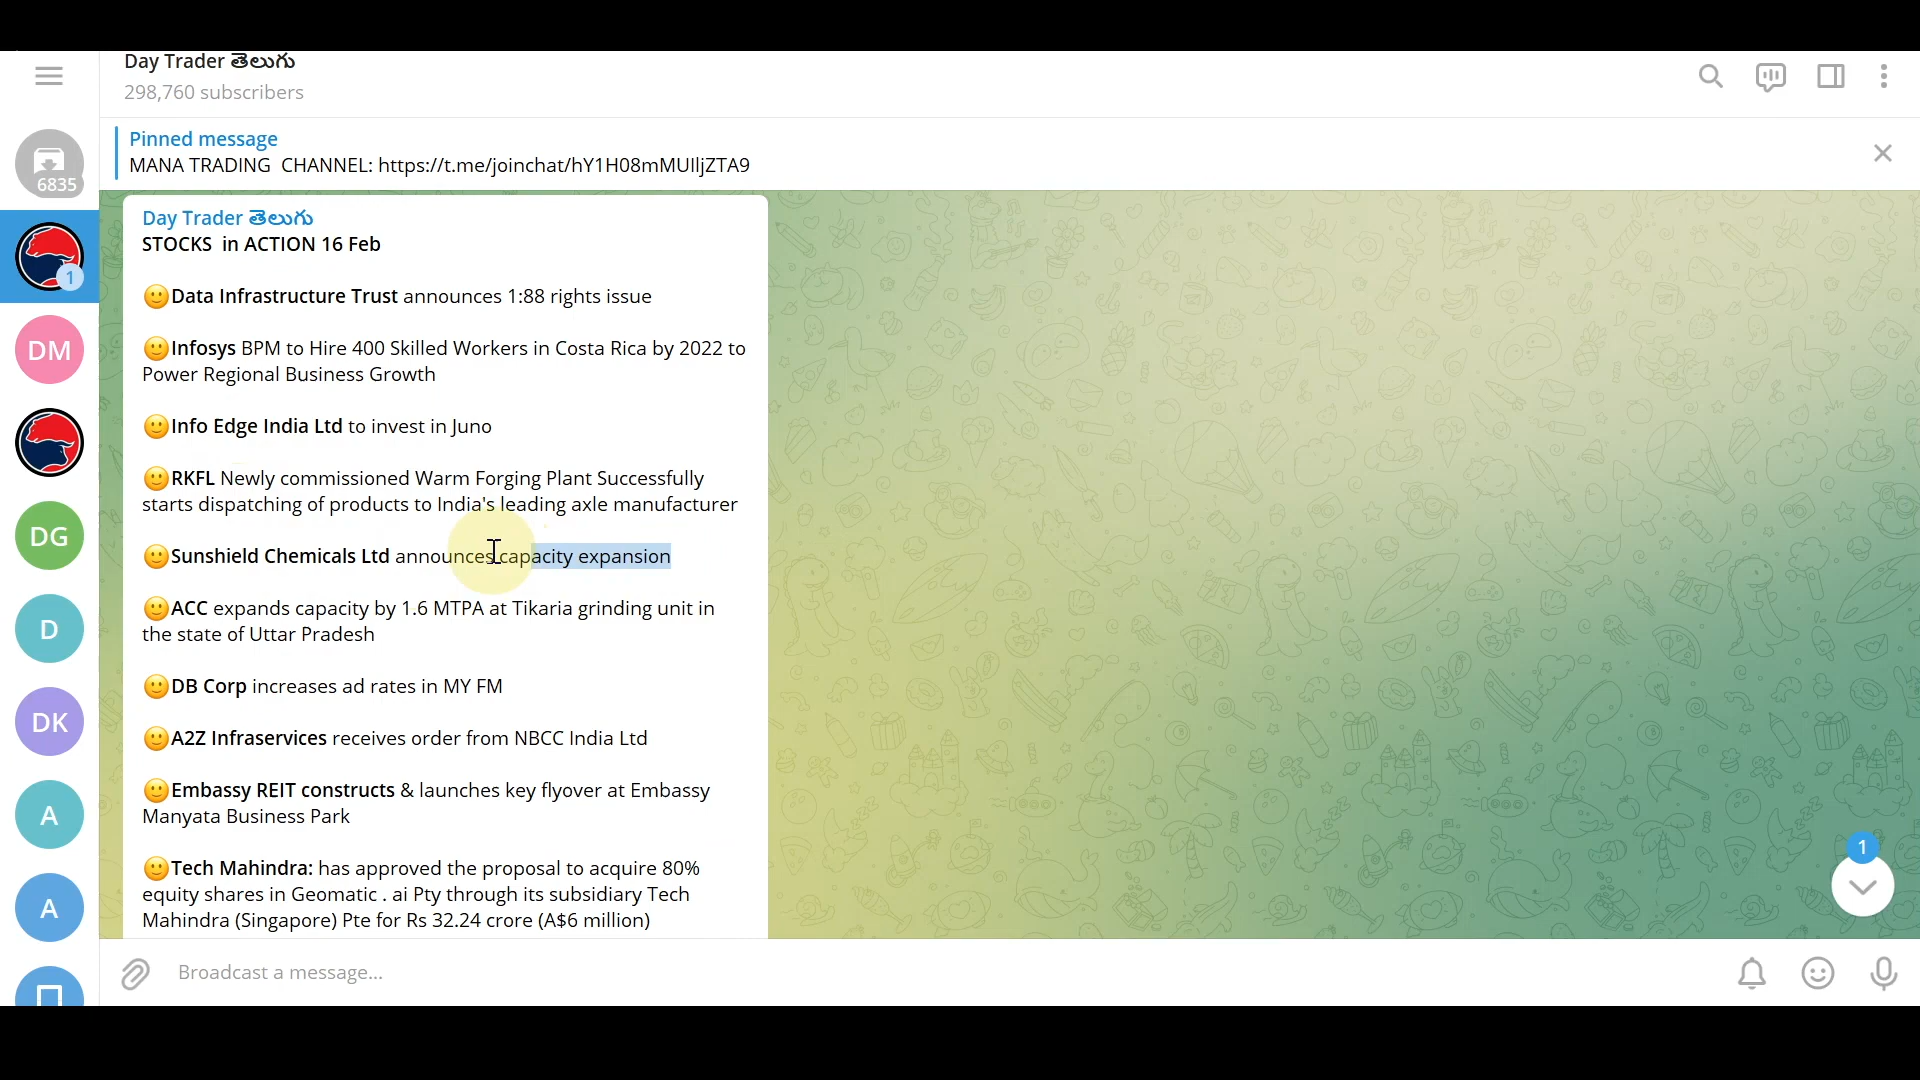 Day Trader తెలుగు
298,760 subscribers
6835
Pinned message
MANA TRADING CHANNEL: https://t.me/joinchat/hY1H08mMUlljZTA9
1
DM
DG
D
DK
A
A
Day Trader తెలుగు
STOCKS in ACTION 16 Feb
🙂Data Infrastructure Trust announces 1:88 rights issue
🙂Infosys BPM to Hire 400 Skilled Workers in Costa Rica by 2022 to
Power Regional Business Growth
🙂Info Edge India Ltd to invest in Juno
🙂RKFL Newly commissioned Warm Forging Plant Successfully
starts dispatching of products to India's leading axle manufacturer
🙂Sunshield Chemicals Ltd announces capacity expansion
🙂ACC expands capacity by 1.6 MTPA at Tikaria grinding unit in
the state of Uttar Pradesh
🙂DB Corp increases ad rates in MY FM
🙂A2Z Infraservices receives order from NBCC India Ltd
🙂Embassy REIT constructs & launches key flyover at Embassy
Manyata Business Park
🙂Tech Mahindra: has approved the proposal to acquire 80%
equity shares in Geomatic . ai Pty through its subsidiary Tech
Mahindra (Singapore) Pte for Rs 32.24 crore (A$6 million)
1
Broadcast a message...